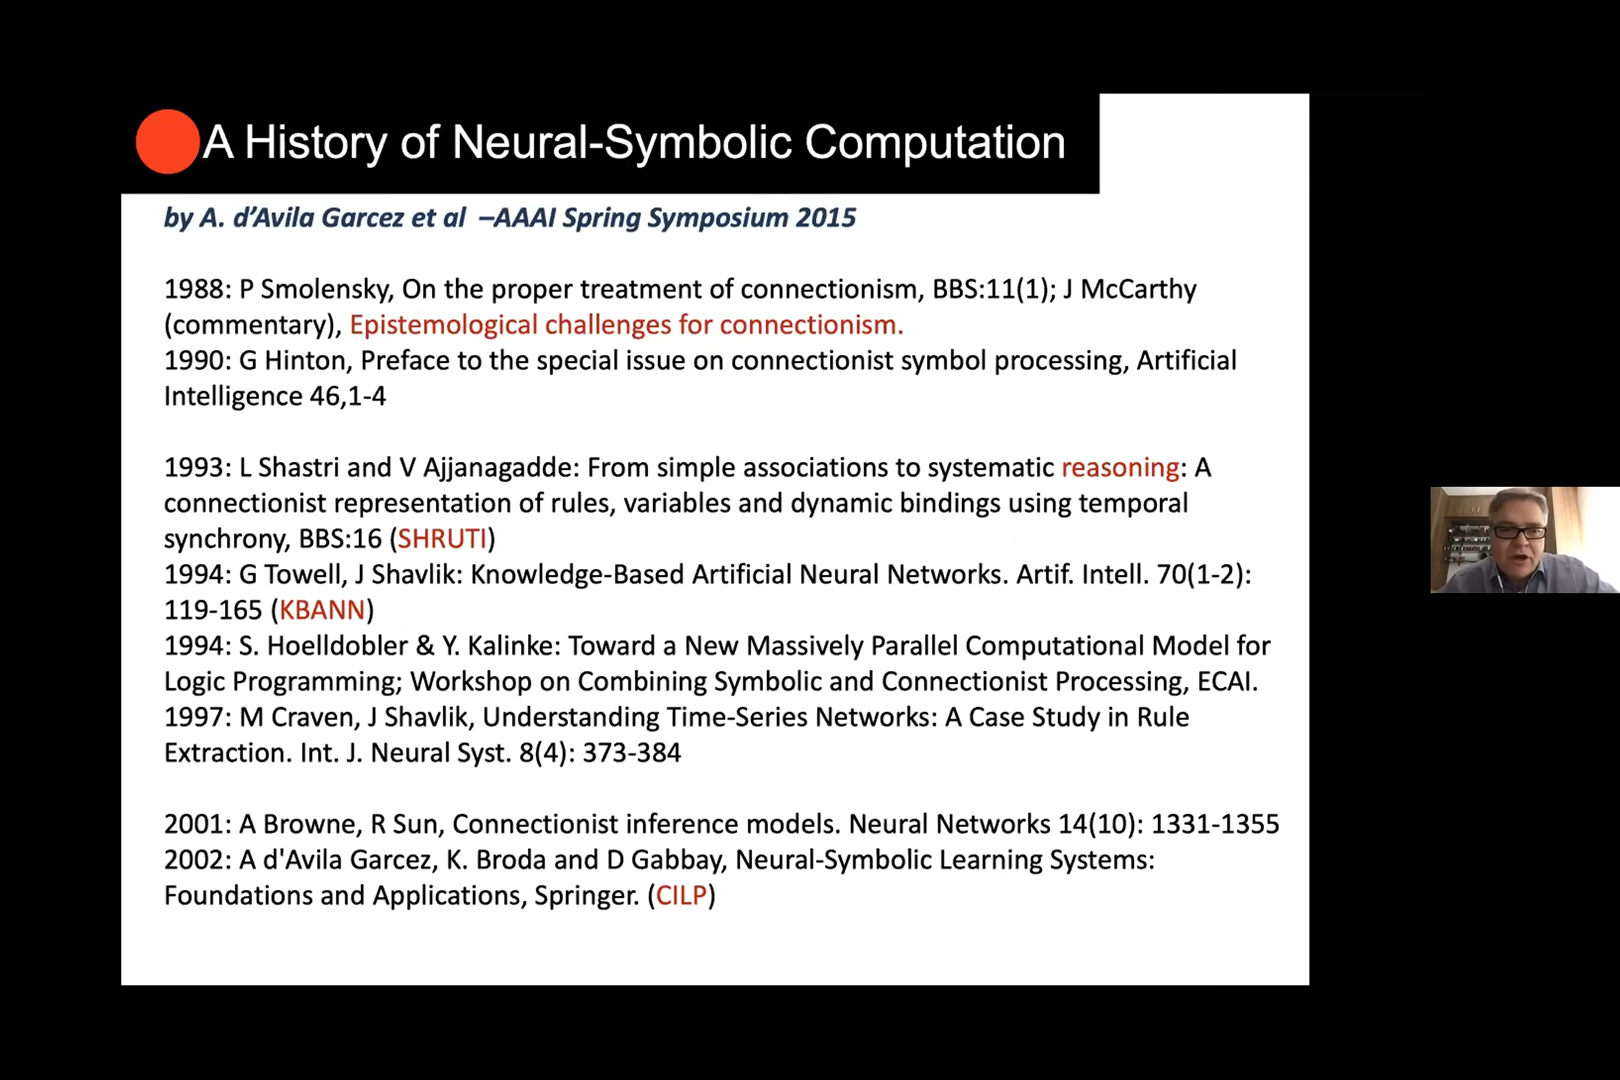 A History of Neural-Symbolic Computation
by A. d’Avila Garcez et al –AAAI Spring Symposium 2015
1988: P Smolensky, On the proper treatment of connectionism, BBS:11(1); J McCarthy
(commentary), Epistemological challenges for connectionism.
1990: G Hinton, Preface to the special issue on connectionist symbol processing, Artificial
Intelligence 46,1-4
1993: L Shastri and V Ajjanagadde: From simple associations to systematic reasoning: A
connectionist representation of rules, variables and dynamic bindings using temporal
synchrony, BBS:16 (SHRUTI)
1994: G Towell, J Shavlik: Knowledge-Based Artificial Neural Networks. Artif. Intell. 70(1-2):
119-165 (KBANN)
1994: S. Hoelldobler & Y. Kalinke: Toward a New Massively Parallel Computational Model for
Logic Programming; Workshop on Combining Symbolic and Connectionist Processing, ECAI.
1997: M Craven, J Shavlik, Understanding Time-Series Networks: A Case Study in Rule
Extraction. Int. J. Neural Syst. 8(4): 373-384
2001: A Browne, R Sun, Connectionist inference models. Neural Networks 14(10): 1331-1355
2002: A d'Avila Garcez, K. Broda and D Gabbay, Neural-Symbolic Learning Systems:
Foundations and Applications, Springer. (CILP)